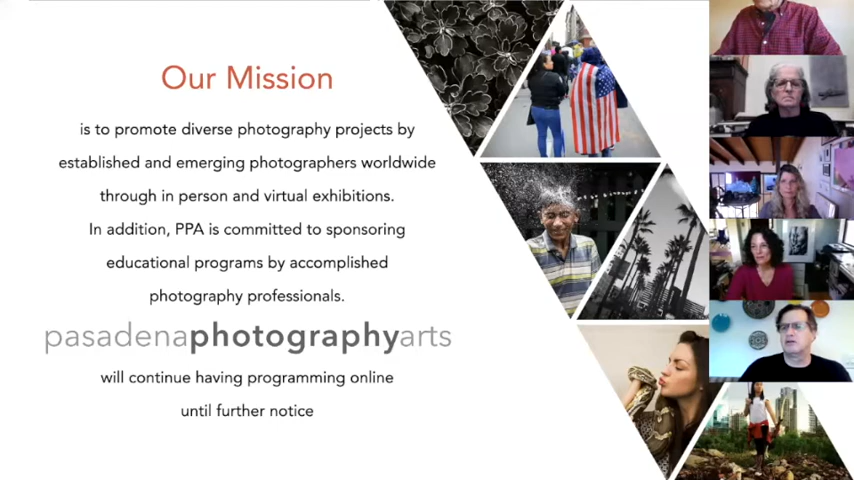 Our Mission
is to promote diverse photography projects by
established and emerging photographers worldwide
through in person and virtual exhibitions.
In addition, PPA is committed to sponsoring
educational programs by accomplished
photography professionals.
pasadenaphotographyarts
will continue having programming online
until further notice